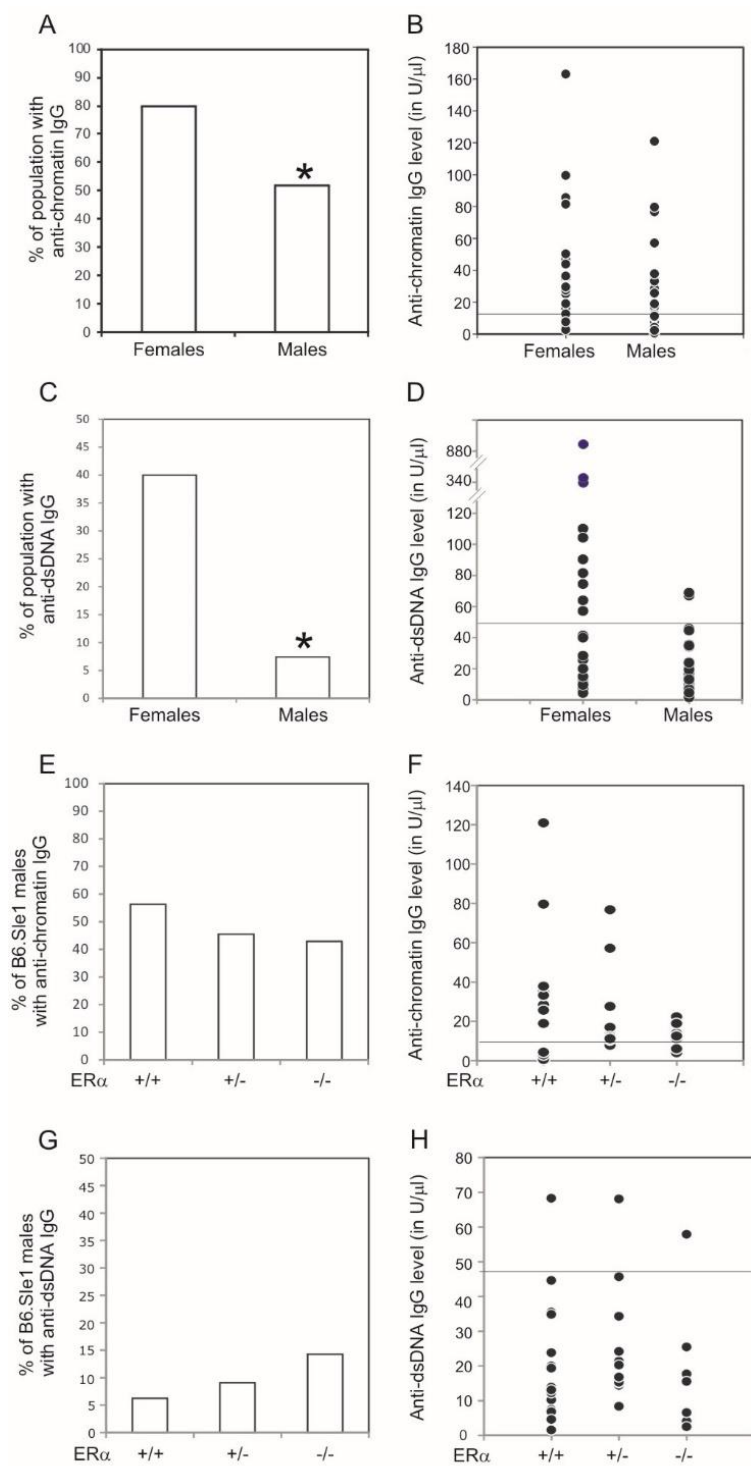 A
% of population with
anti-chromatin IgG
100
90
80
70
60
50
40
30
20
10
0
*
Females Males
B
Anti-chromatin IgG level (in U/μl)
180
160
140
120
100
80
60
40
20
0
Females Males
C
% of population with
anti-dsDNA IgG
50
45
40
35
30
25
20
15
10
5
0
*
Females Males
D
Anti-dsDNA IgG level (in U/μl)
880
340
120
100
80
60
40
20
0
Females Males
E
% of B6.Sle1 males
with anti-chromatin IgG
100
90
80
70
60
50
40
30
20
10
0
ERα +/+ +/- -/-
F
Anti-chromatin IgG level (in U/μl)
140
120
100
80
60
40
20
0
ERα +/+ +/- -/-
G
% of B6.Sle1 males
with anti-dsDNA IgG
50
45
40
35
30
25
20
15
10
5
0
ERα +/+ +/- -/-
H
Anti-dsDNA IgG level (in U/μl)
80
70
60
50
40
30
20
10
0
ERα +/+ +/- -/-